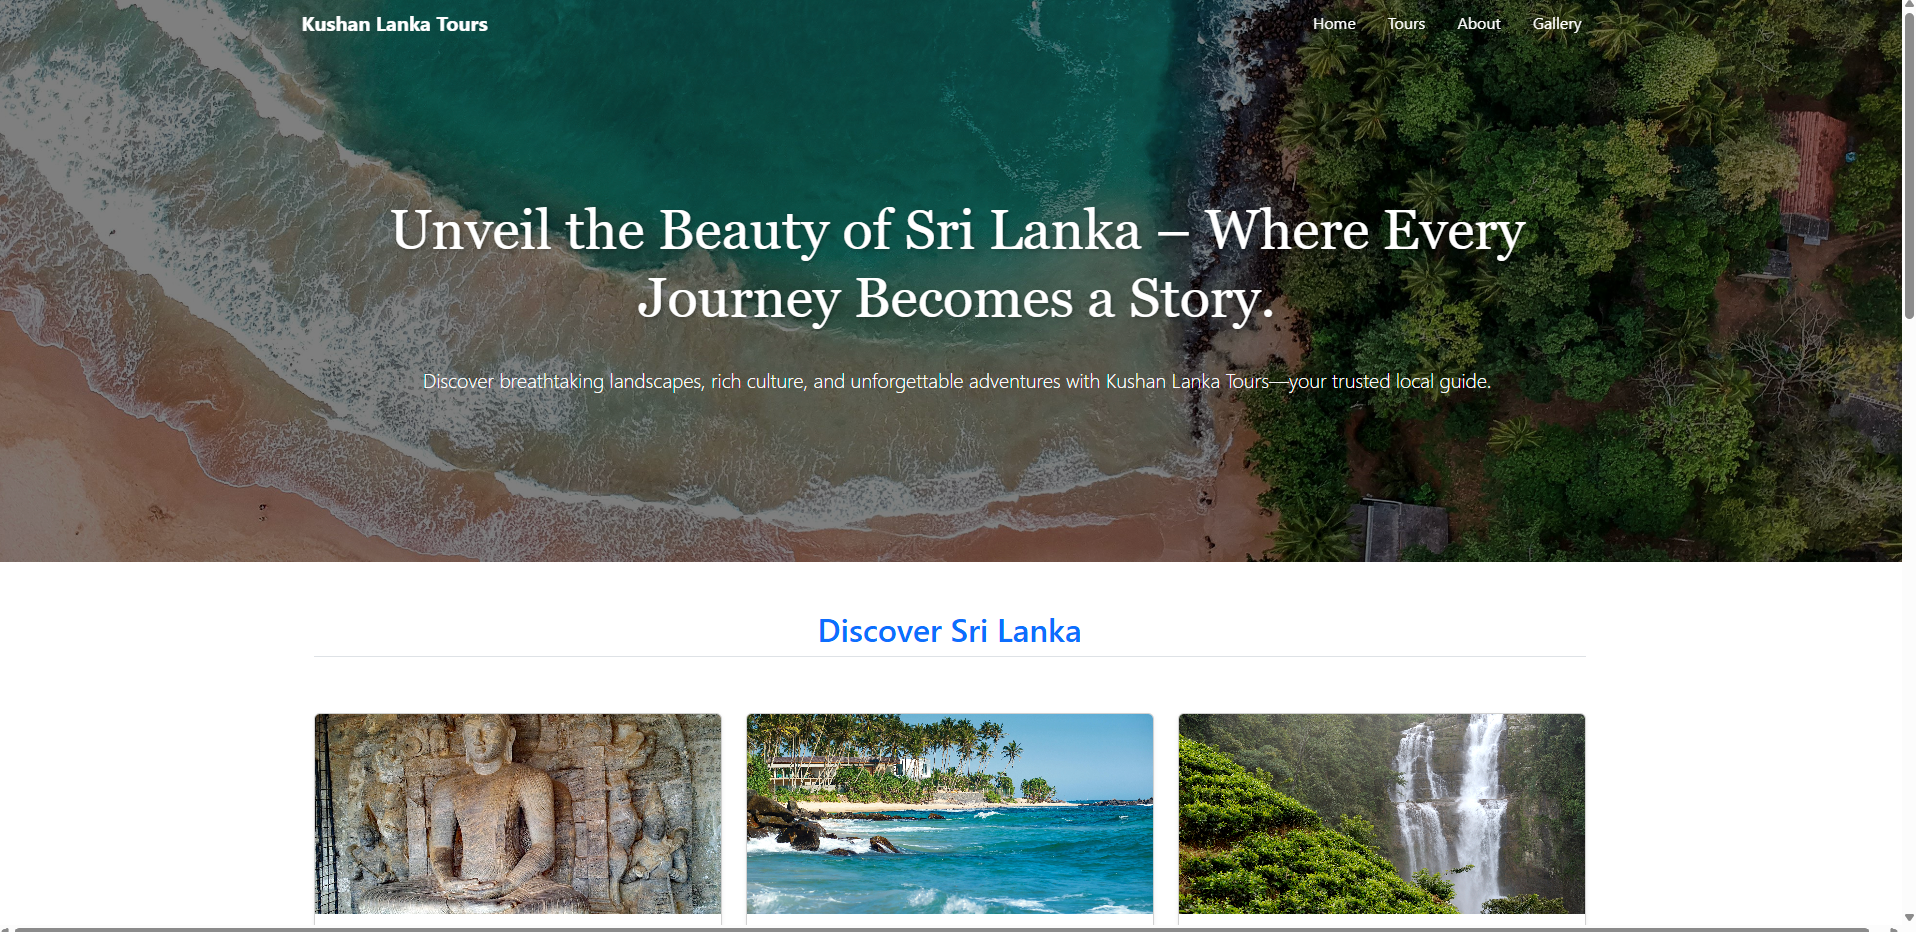 Kushan Lanka Tours
Home Tours About Gallery
Unveil the Beauty of Sri Lanka – Where Every
Journey Becomes a Story.
Discover breathtaking landscapes, rich culture, and unforgettable adventures with Kushan Lanka Tours—your trusted local guide.
Discover Sri Lanka